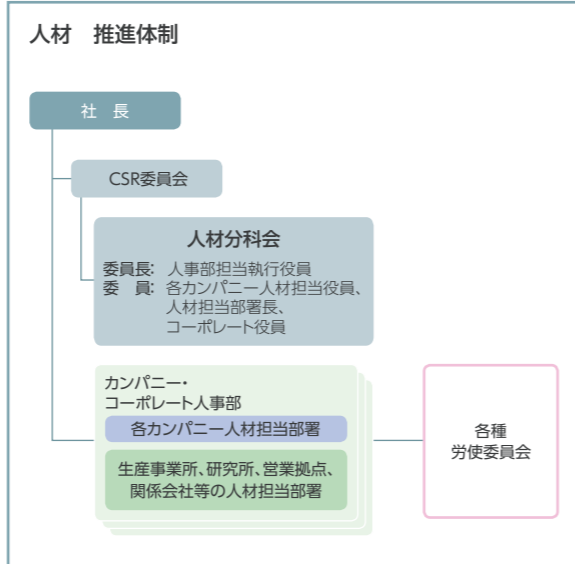 人材　推進体制
社　長
CSR委員会
人材分科会
委員長：　人事部担当執行役員
委　員：　各カンパニー人材担当役員、
人材担当部署長、
コーポレート役員
カンパニー・
コーポレート人事部
各カンパニー人材担当部署
生産事業所、研究所、営業拠点、
関係会社等の人材担当部署
各種
労使委員会